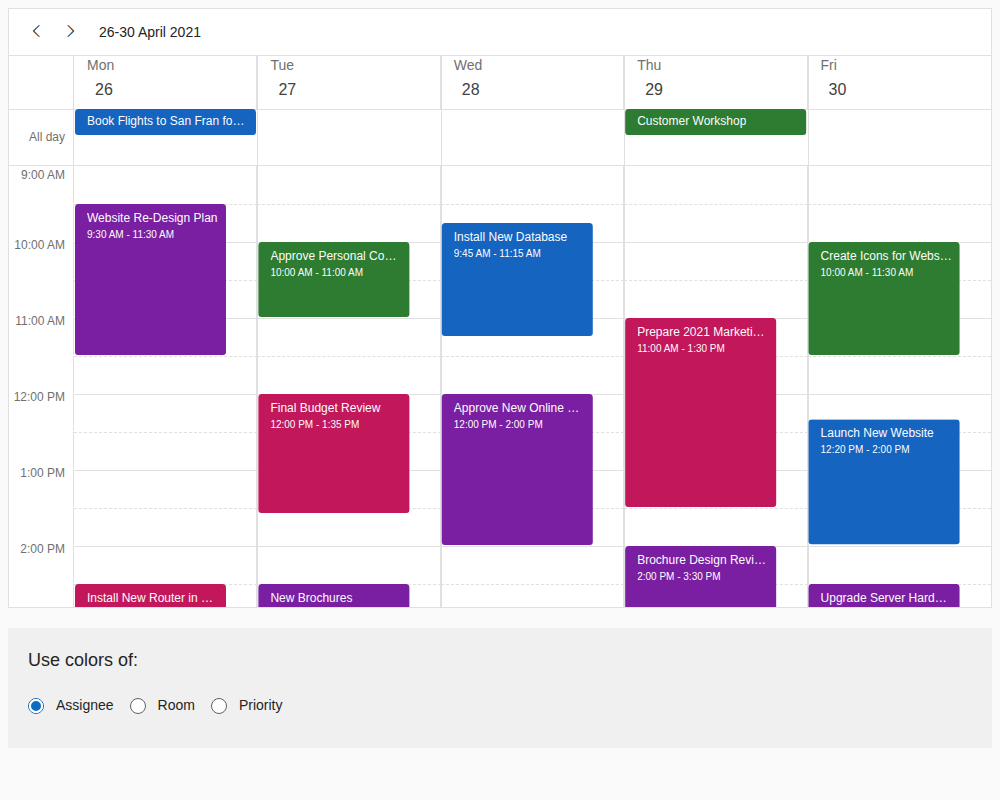 26-30 April 2021
Mon
26
Tue
27
Wed
28
Thu
29
Fri
30
All day
Book Flights to San Fran fo…
Customer Workshop
9:00 AM
10:00 AM
11:00 AM
12:00 PM
1:00 PM
2:00 PM
Website Re-Design Plan
9:30 AM - 11:30 AM
Install New Router in …
Approve Personal Co…
10:00 AM - 11:00 AM
Final Budget Review
12:00 PM - 1:35 PM
New Brochures
Install New Database
9:45 AM - 11:15 AM
Approve New Online …
12:00 PM - 2:00 PM
Prepare 2021 Marketi…
11:00 AM - 1:30 PM
Brochure Design Revi…
2:00 PM - 3:30 PM
Create Icons for Webs…
10:00 AM - 11:30 AM
Launch New Website
12:20 PM - 2:00 PM
Upgrade Server Hard…
Use colors of:
Assignee
Room
Priority